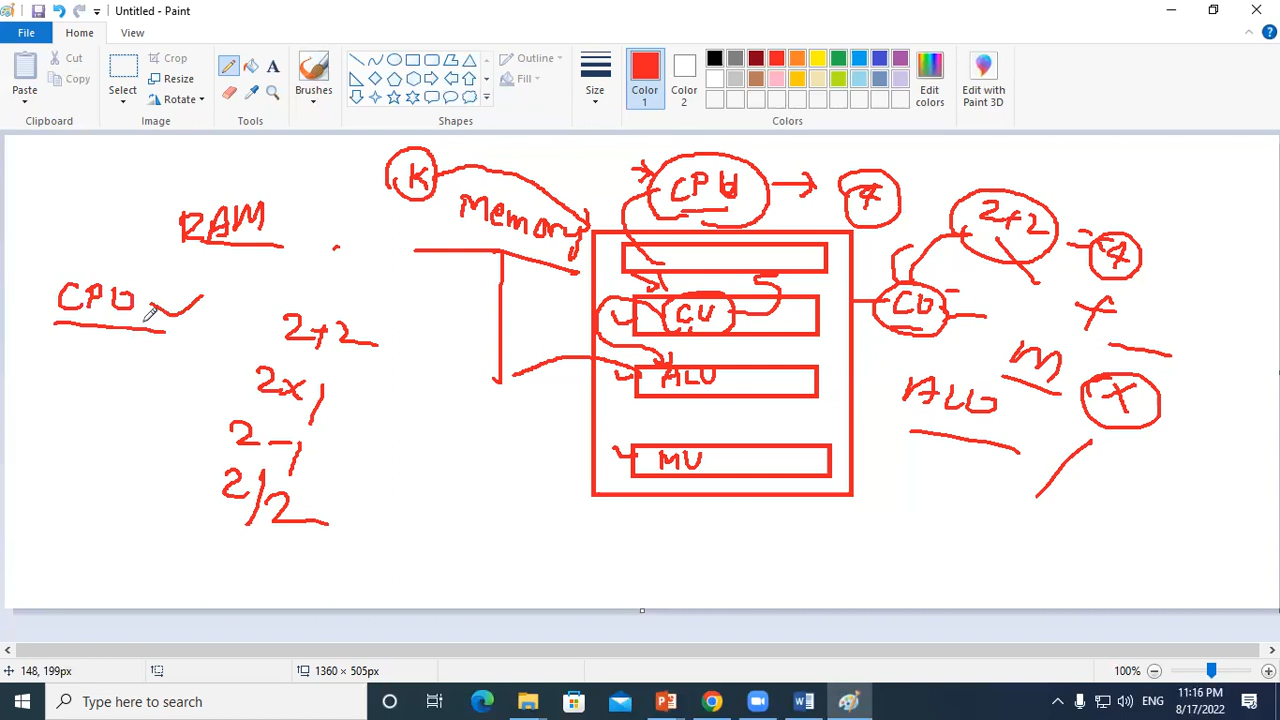 Untitled - Paint
File
Home
View
Paste
Cut
Copy
Clipboard
Select
Crop
Resize
Rotate
Image
Tools
Brushes
Shapes
Outline
Fill
Size
Color 1
Color 2
Edit colors
Edit with Paint 3D
Colors
K
Memory
RAM
CPU
4
2+2
4
CPU
2+2
2x
2-
2/2
CU
ALU
MU
CU
+
M
ALU
X
148, 199px
1360 × 505px
100%
Type here to search
ENG
11:16 PM
8/17/2022